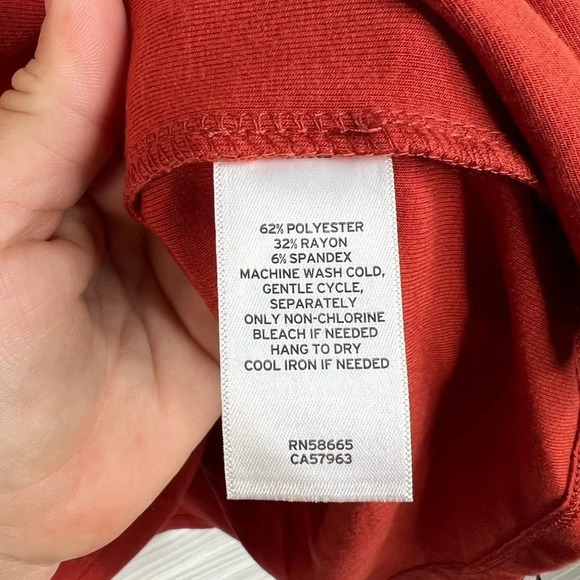 62% POLYESTER
32% RAYON
6% SPANDEX
MACHINE WASH COLD,
GENTLE CYCLE,
SEPARATELY
ONLY NON-CHLORINE
BLEACH IF NEEDED
HANG TO DRY
COOL IRON IF NEEDED
RN58665
CA57963